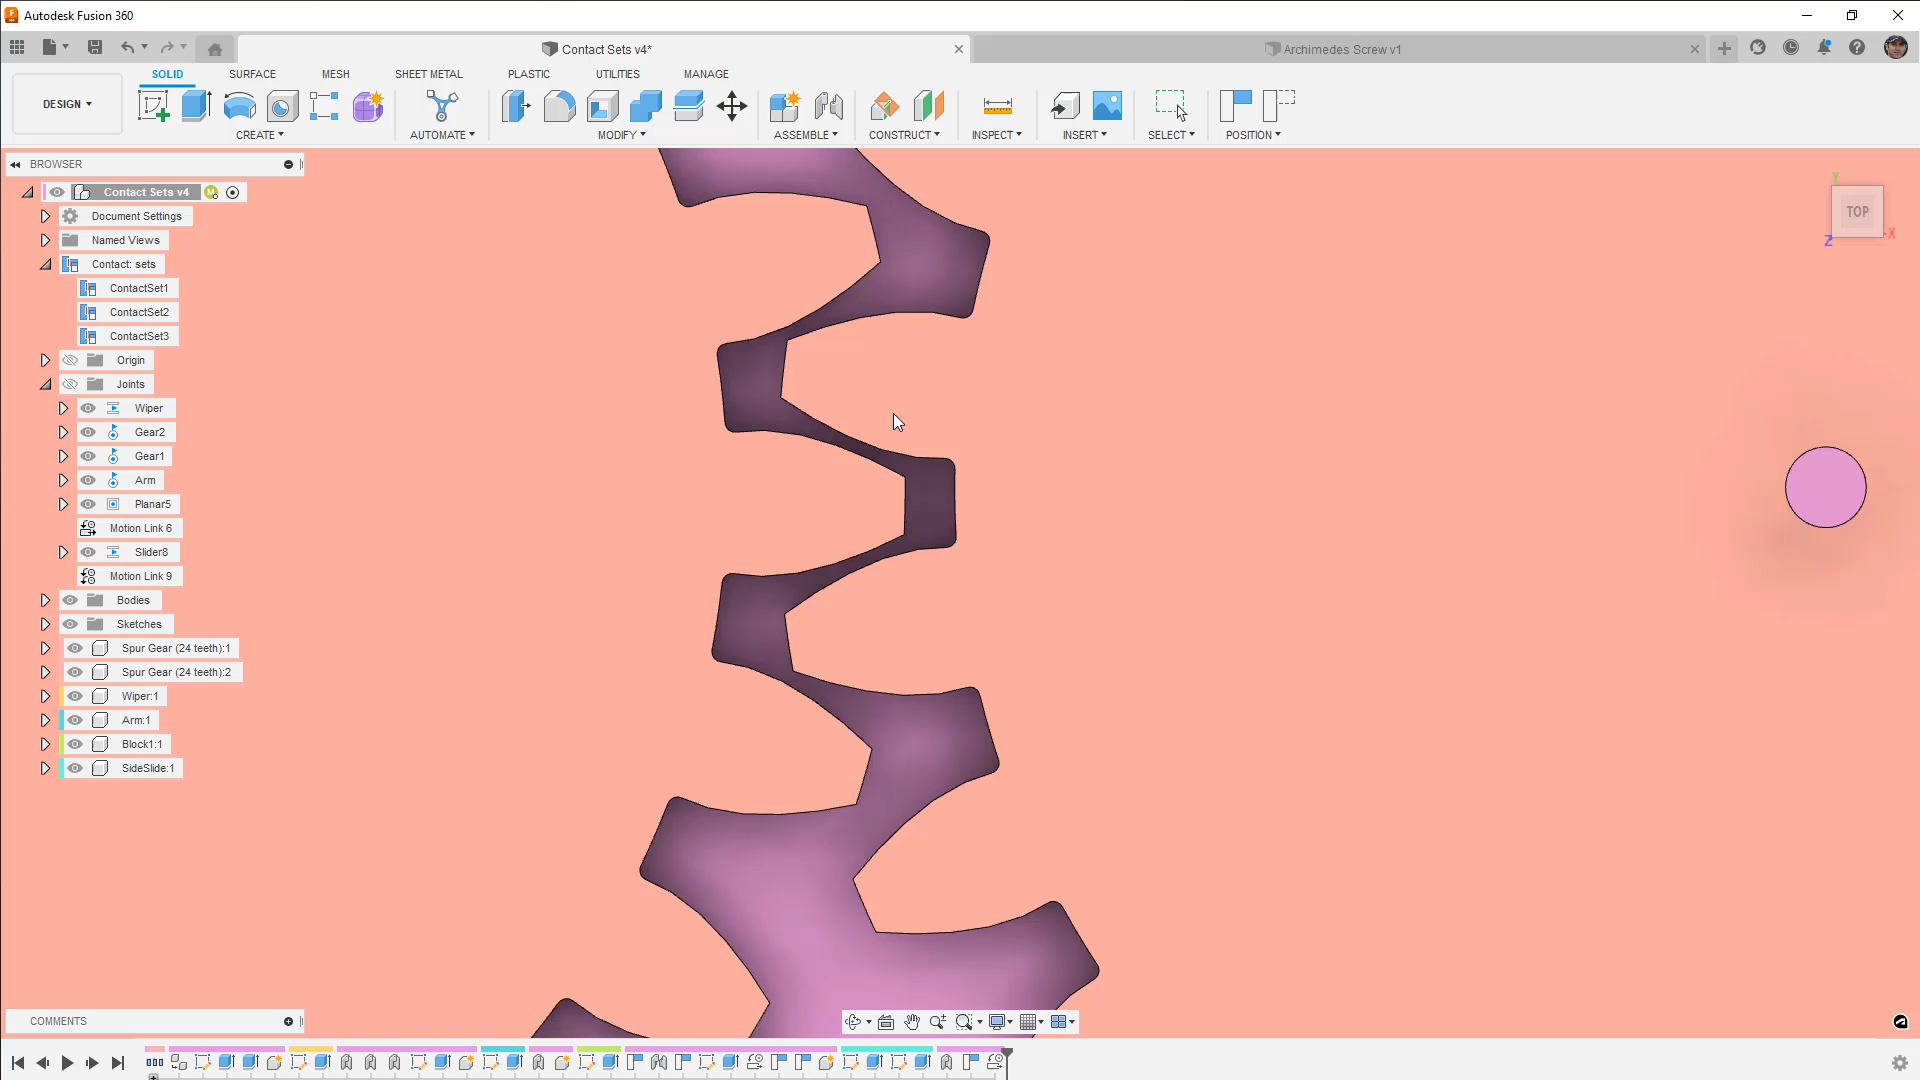 Autodesk Fusion 360
Contact Sets v4*
Archimedes Screw v1
DESIGN
SOLID
SURFACE
MESH
SHEET METAL
PLASTIC
UTILITIES
MANAGE
CREATE
AUTOMATE
MODIFY
ASSEMBLE
CONSTRUCT
INSPECT
INSERT
SELECT
POSITION
BROWSER
Contact Sets v4
Document Settings
Named Views
Contact: sets
ContactSet1
ContactSet2
ContactSet3
Origin
Joints
Wiper
Gear2
Gear1
Arm
Planar5
Motion Link 6
Slider8
Motion Link 9
Bodies
Sketches
Spur Gear (24 teeth):1
Spur Gear (24 teeth):2
Wiper:1
Arm:1
Block1:1
SideSlide:1
Y
TOP
Z
X
COMMENTS